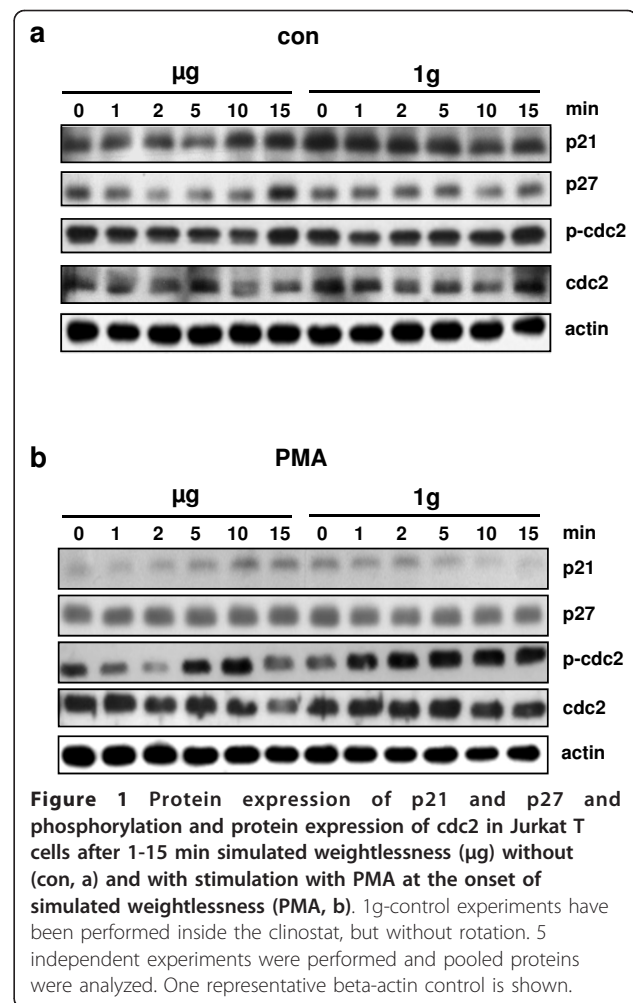 a
con
µg 1g
0 1 2 5 10 15 0 1 2 5 10 15 min
p21
p27
p-cdc2
cdc2
actin
b
PMA
µg 1g
0 1 2 5 10 15 0 1 2 5 10 15 min
p21
p27
p-cdc2
cdc2
actin
Figure 1 Protein expression of p21 and p27 and
phosphorylation and protein expression of cdc2 in Jurkat T
cells after 1-15 min simulated weightlessness (µg) without
(con, a) and with stimulation with PMA at the onset of
simulated weightlessness (PMA, b). 1g-control experiments have
been performed inside the clinostat, but without rotation. 5
independent experiments were performed and pooled proteins
were analyzed. One representative beta-actin control is shown.